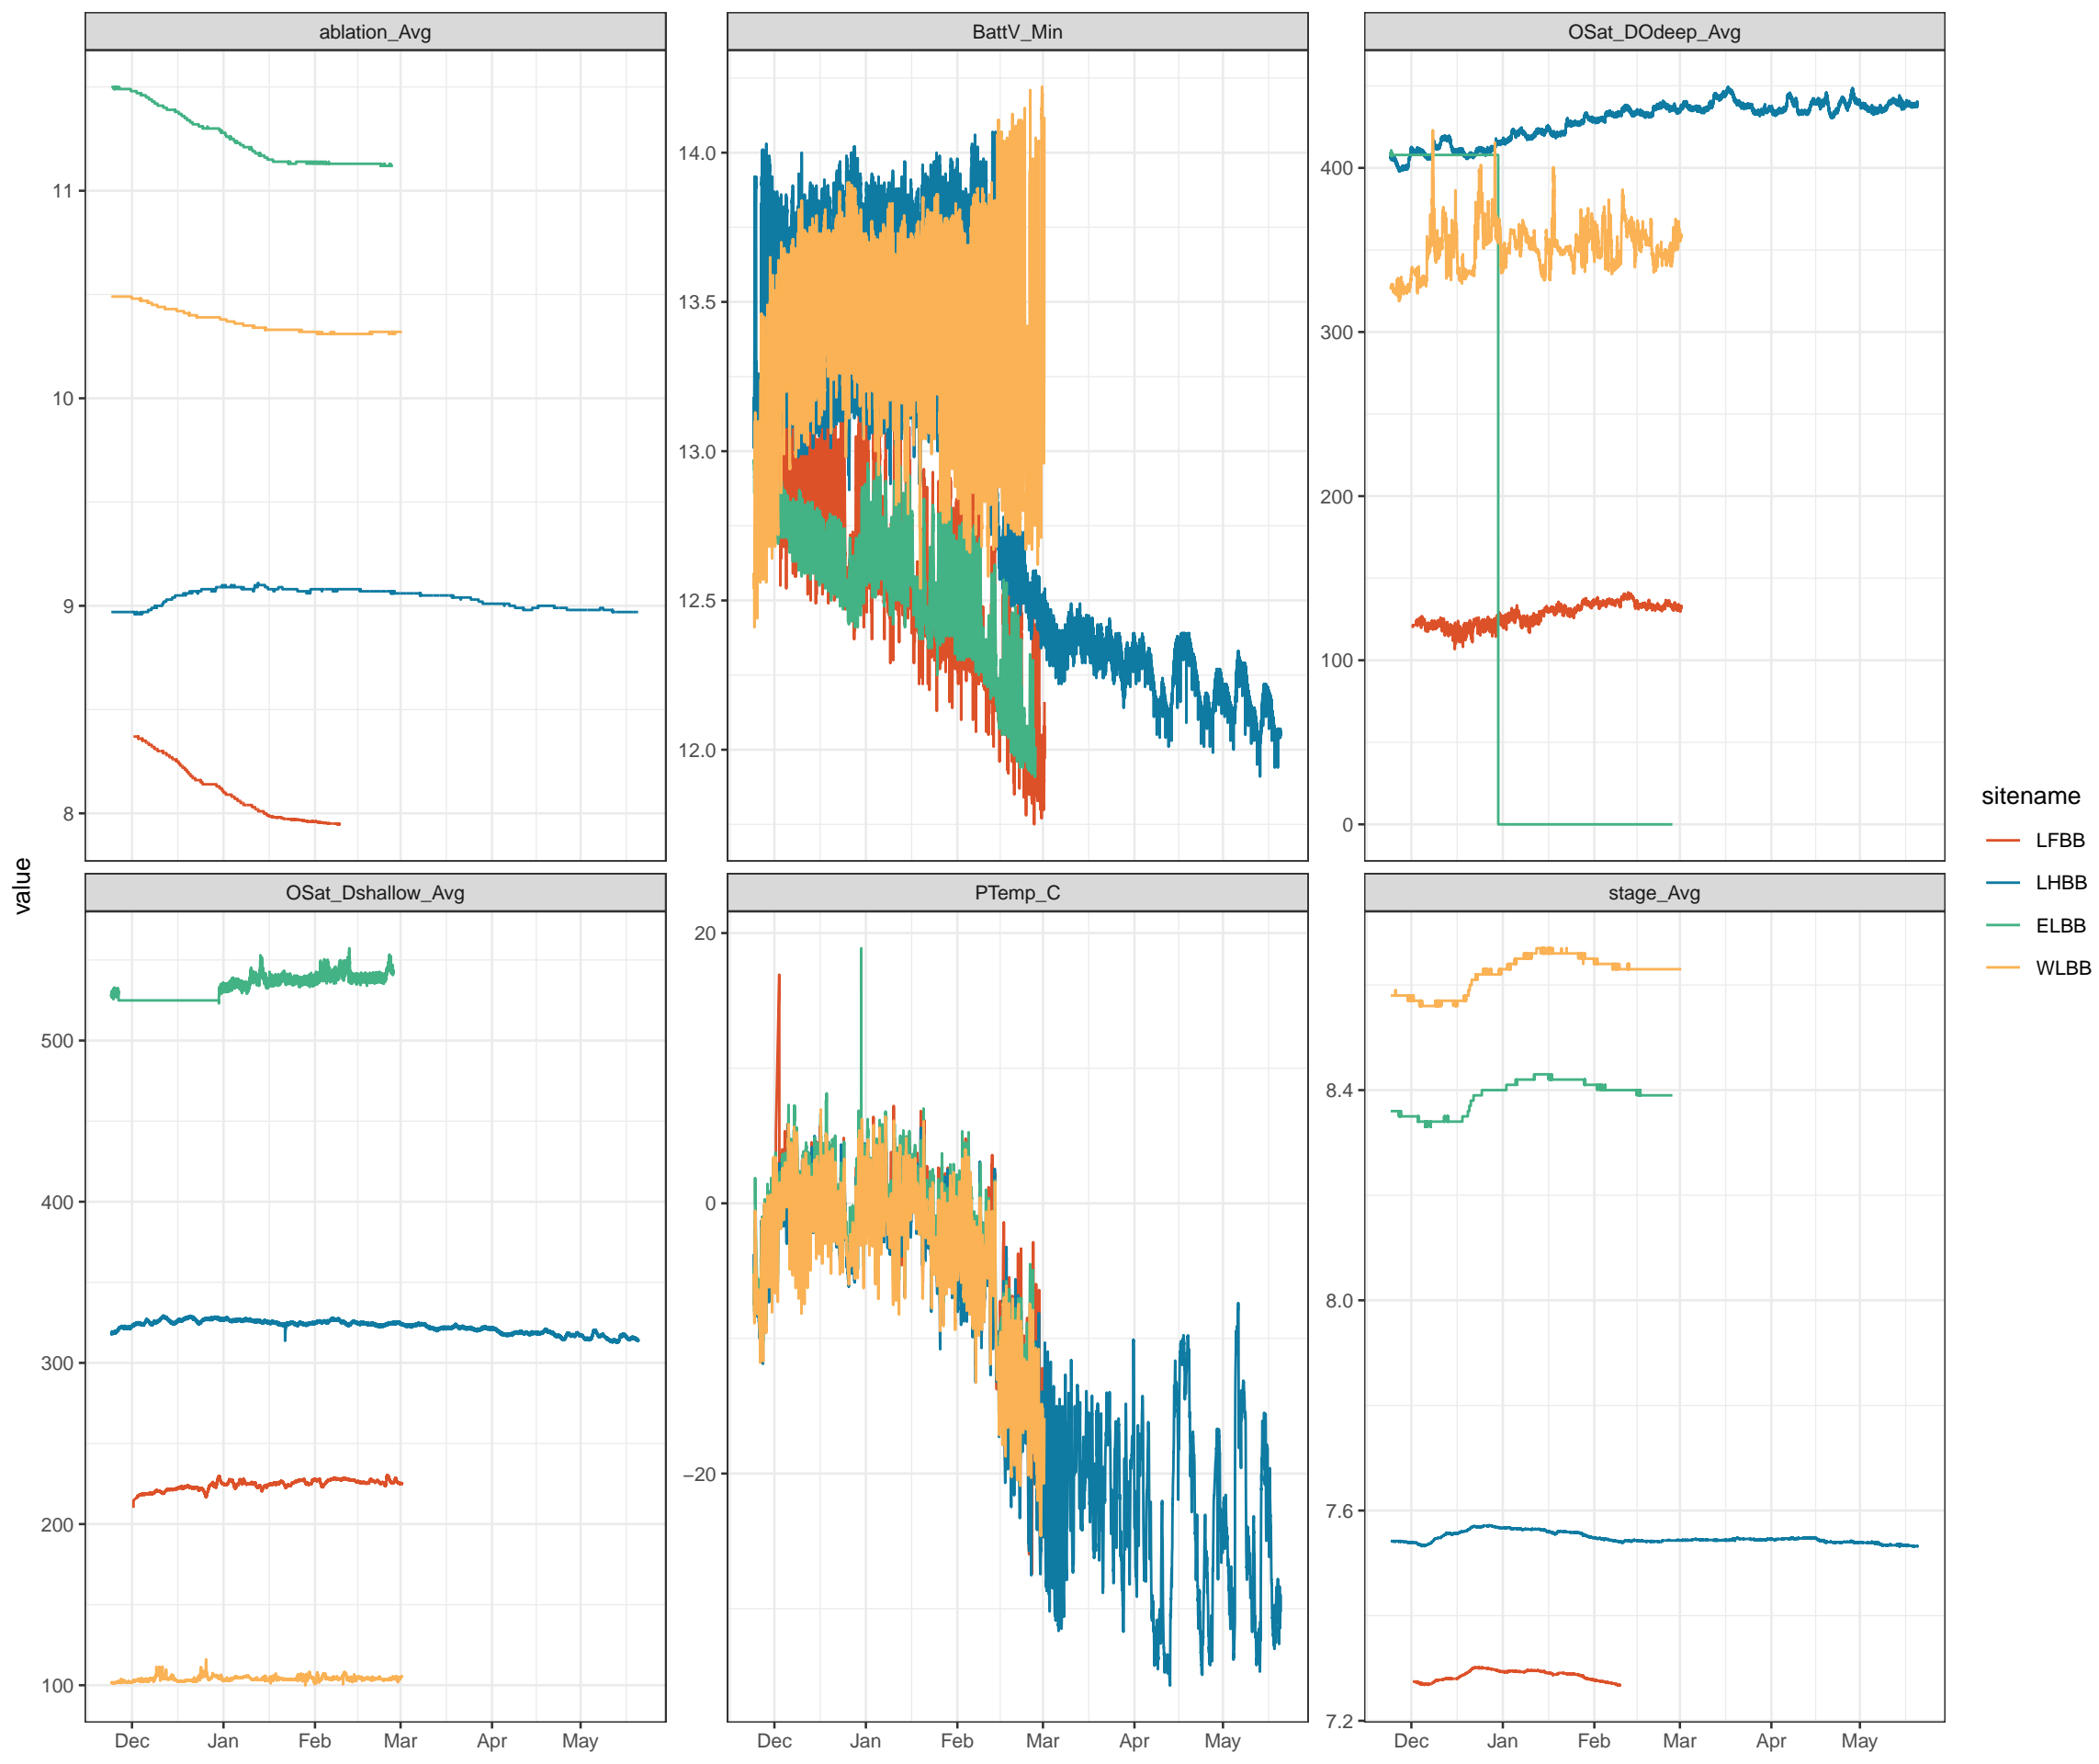 ablation_Avg
BattV_Min
OSat_DOdeep_Avg
11
10
9
8
14.0
13.5
13.0
12.5
12.0
400
300
200
100
0
value
OSat_Dshallow_Avg
PTemp_C
stage_Avg
500
400
300
200
100
20
0
−20
8.4
8.0
7.6
7.2
Dec Jan Feb Mar Apr May
Dec Jan Feb Mar Apr May
Dec Jan Feb Mar Apr May
sitename
LFBB
LHBB
ELBB
WLBB